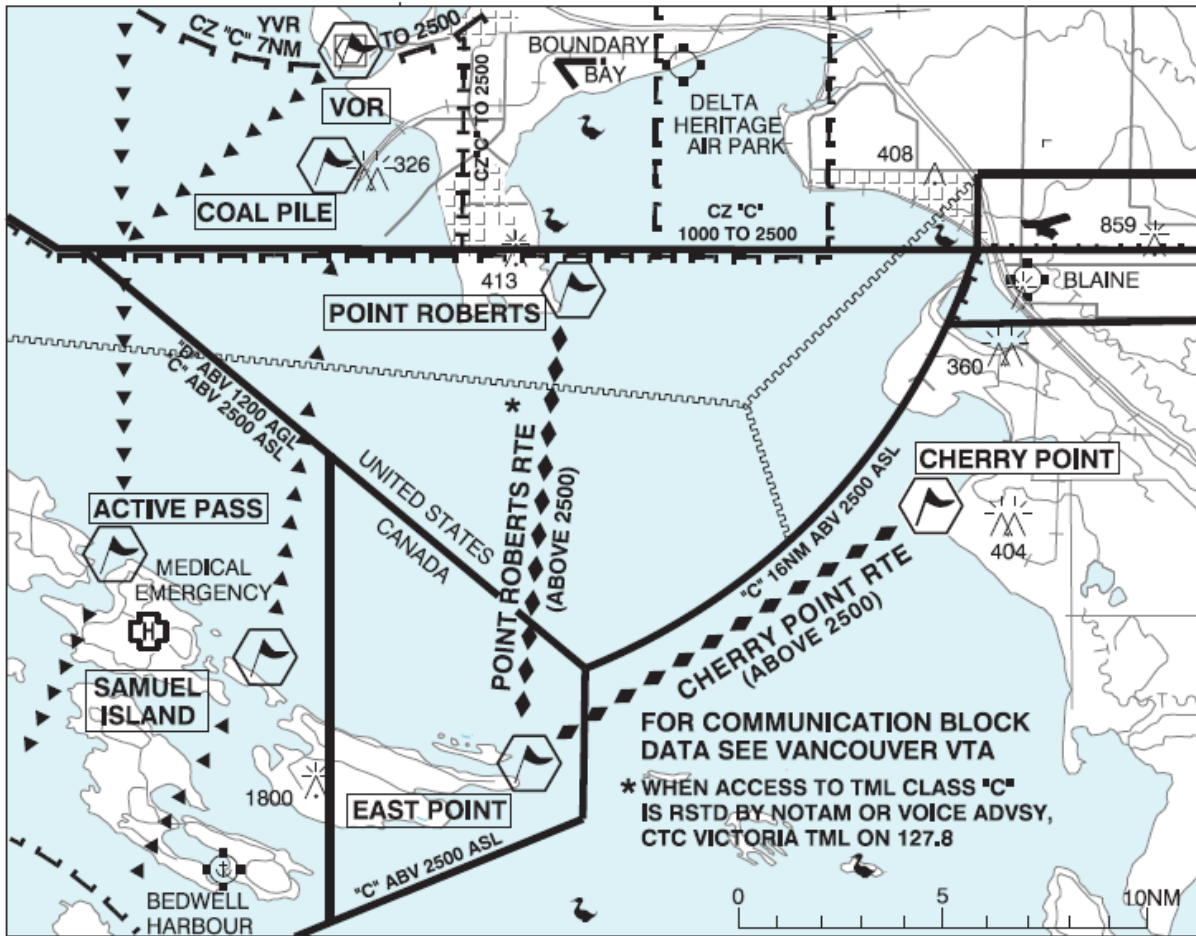 YVR
CZ "C" 7NM
TO 2500
VOR
COAL PILE
326
CZ"C" TO 2500
BOUNDARY
BAY
DELTA
HERITAGE
AIR PARK
408
CZ "C"
1000 TO 2500
859
BLAINE
413
POINT ROBERTS
360
"D" ABV 1200 AGL
"C" ABV 2500 ASL
UNITED STATES
CANADA
POINT ROBERTS RTE *
(ABOVE 2500)
"C" 16NM ABV 2500 ASL
CHERRY POINT
404
CHERRY POINT RTE
(ABOVE 2500)
ACTIVE PASS
MEDICAL
EMERGENCY
H
SAMUEL
ISLAND
1800
EAST POINT
"C" ABV 2500 ASL
BEDWELL
HARBOUR
FOR COMMUNICATION BLOCK
DATA SEE VANCOUVER VTA
* WHEN ACCESS TO TML CLASS "C"
IS RSTD BY NOTAM OR VOICE ADVSY,
CTC VICTORIA TML ON 127.8
0 5 10NM